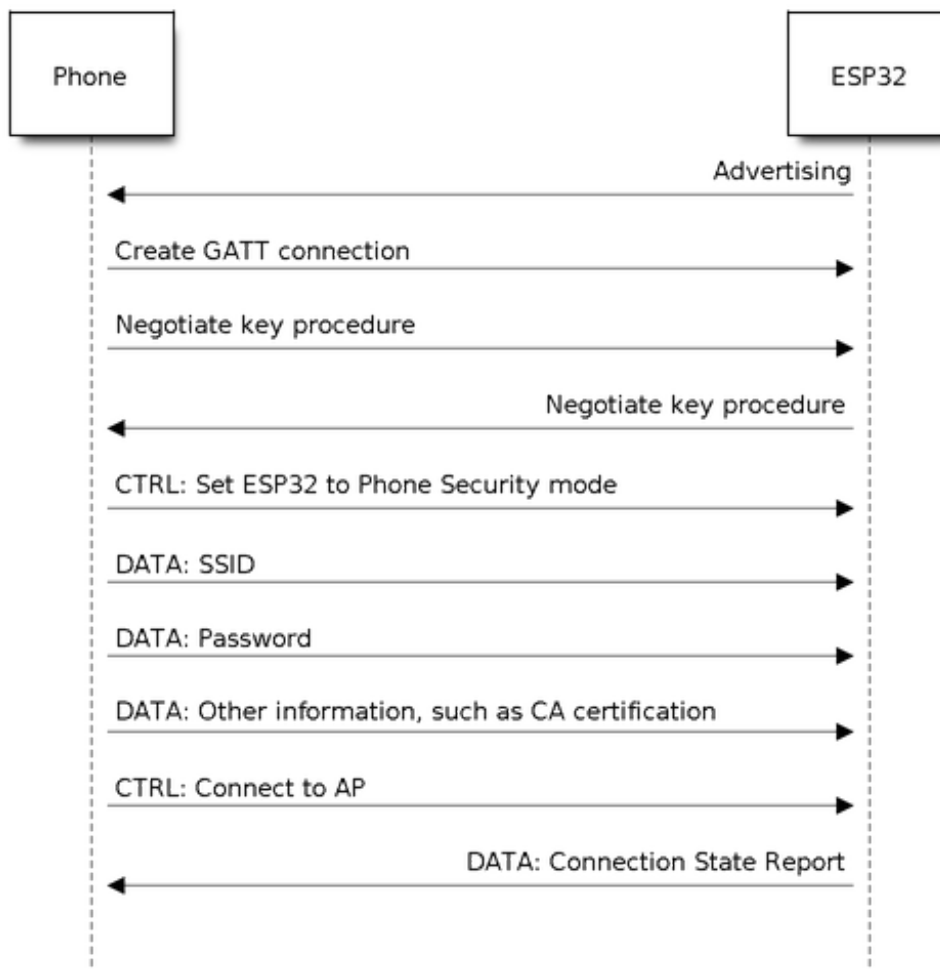 Phone
ESP32
Advertising
Create GATT connection
Negotiate key procedure
Negotiate key procedure
CTRL: Set ESP32 to Phone Security mode
DATA: SSID
DATA: Password
DATA: Other information, such as CA certification
CTRL: Connect to AP
DATA: Connection State Report